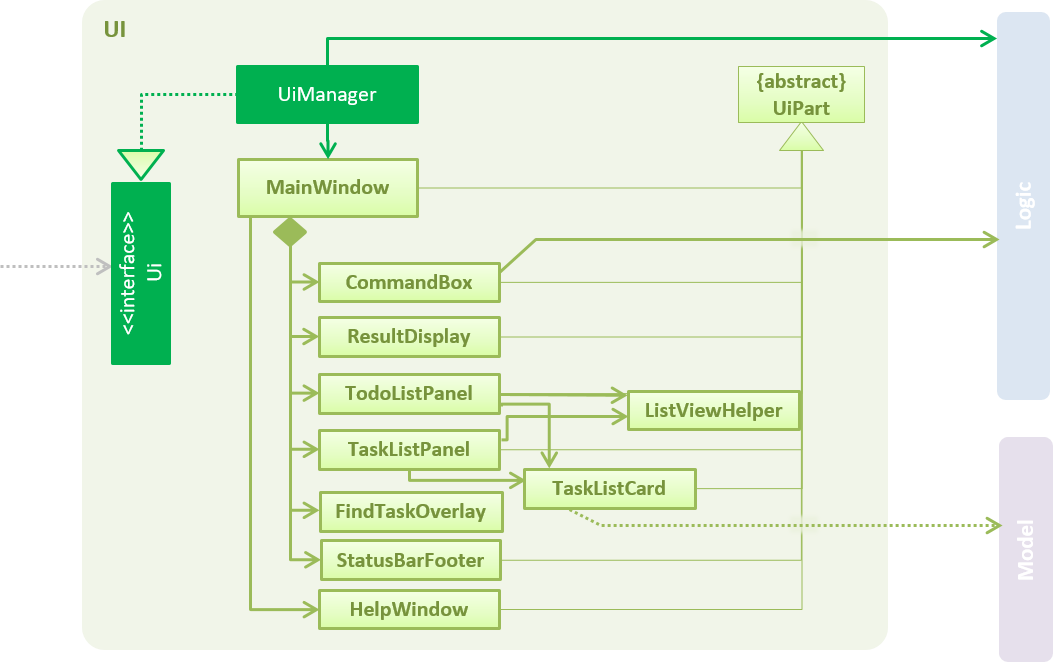 UI
UiManager
{abstract}
UiPart
MainWindow
<<interface>>
Ui
Logic
CommandBox
ResultDisplay
TodoListPanel
ListViewHelper
TaskListPanel
TaskListCard
FindTaskOverlay
Model
StatusBarFooter
HelpWindow